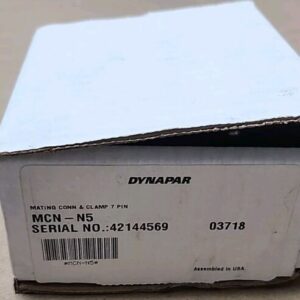 DYNAPAR
MATING CONN & CLAMP 7 PIN
MCN-N5
SERIAL NO.:42144569 03718
*MCN-N5*
Assembled in USA